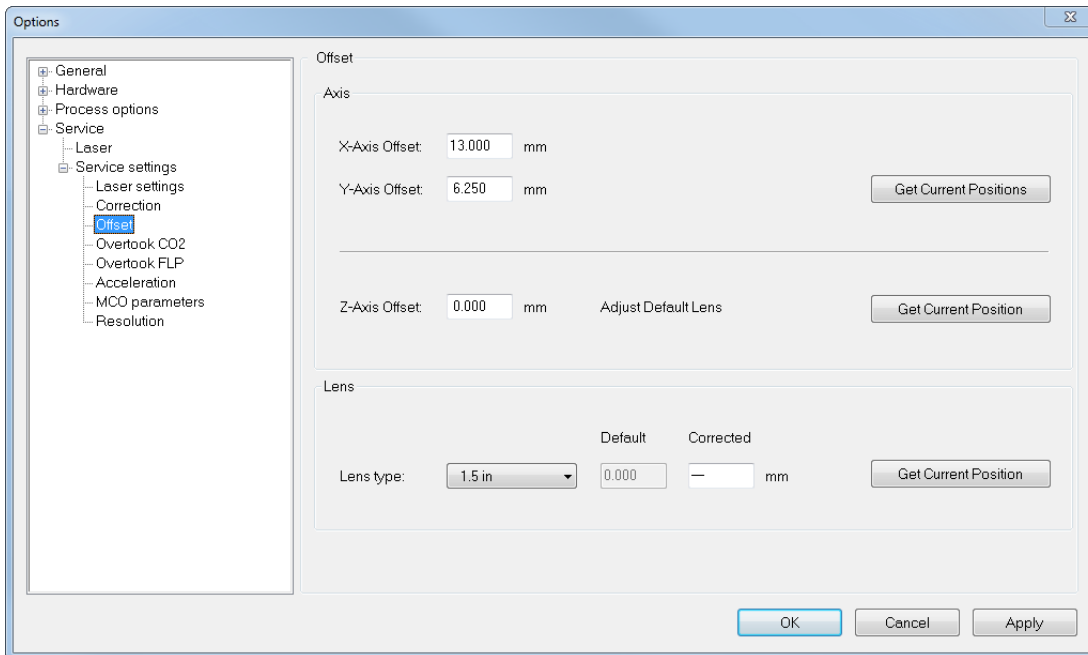 Options
General
Hardware
Process options
Service
Laser
Service settings
Laser settings
Correction
Offset
Overtook CO2
Overtook FLP
Acceleration
MCO parameters
Resolution
Offset
Axis
X-Axis Offset: 13.000 mm
Y-Axis Offset: 6.250 mm Get Current Positions
Z-Axis Offset: 0.000 mm Adjust Default Lens Get Current Position
Lens
Default Corrected
Lens type: 1.5 in 0.000 — mm Get Current Position
OK Cancel Apply